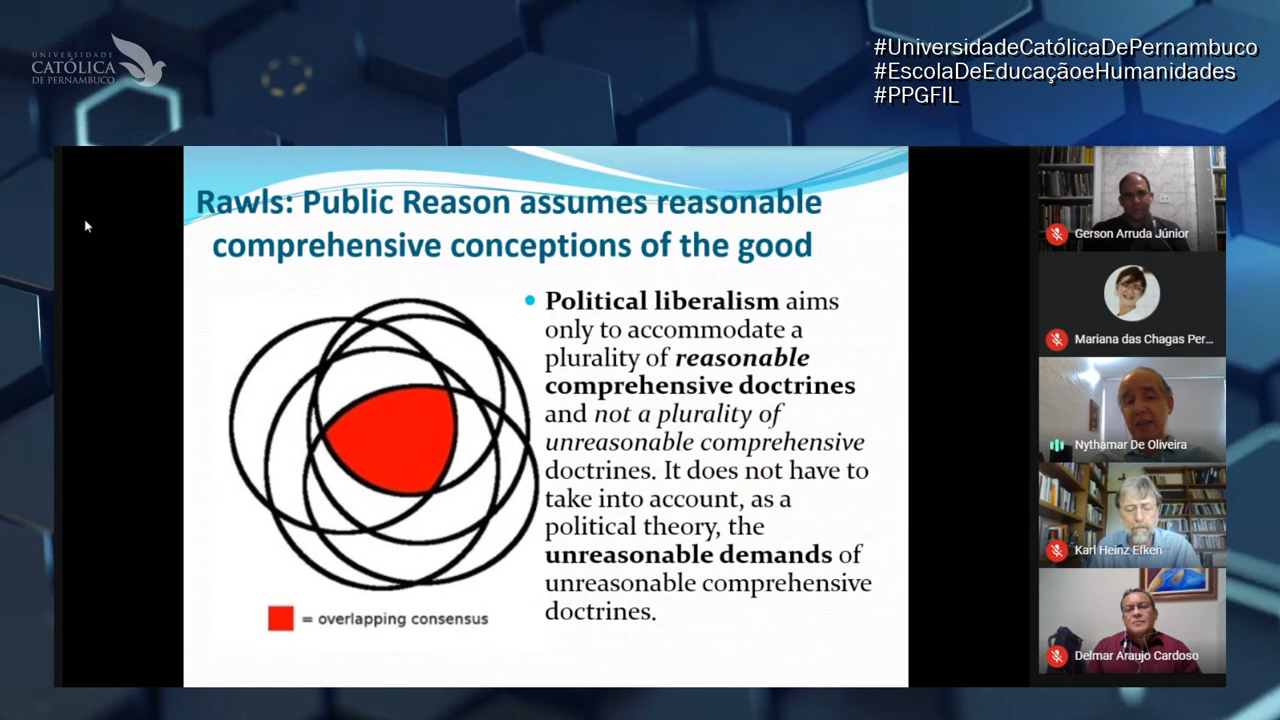 UNIVERSIDADE
CATÓLICA
DE PERNAMBUCO
#UniversidadeCatólicaDePernambuco
#EscolaDeEducaçãoeHumanidades
#PPGFIL
Rawls: Public Reason assumes reasonable
comprehensive conceptions of the good
Political liberalism aims
only to accommodate a
plurality of reasonable
comprehensive doctrines
and not a plurality of
unreasonable comprehensive
doctrines. It does not have to
take into account, as a
political theory, the
unreasonable demands of
unreasonable comprehensive
doctrines.
= overlapping consensus
Gerson Arruda Júnior
Mariana das Chagas Per...
Nythamar De Oliveira
Karl Heinz Efken
Delmar Araujo Cardoso